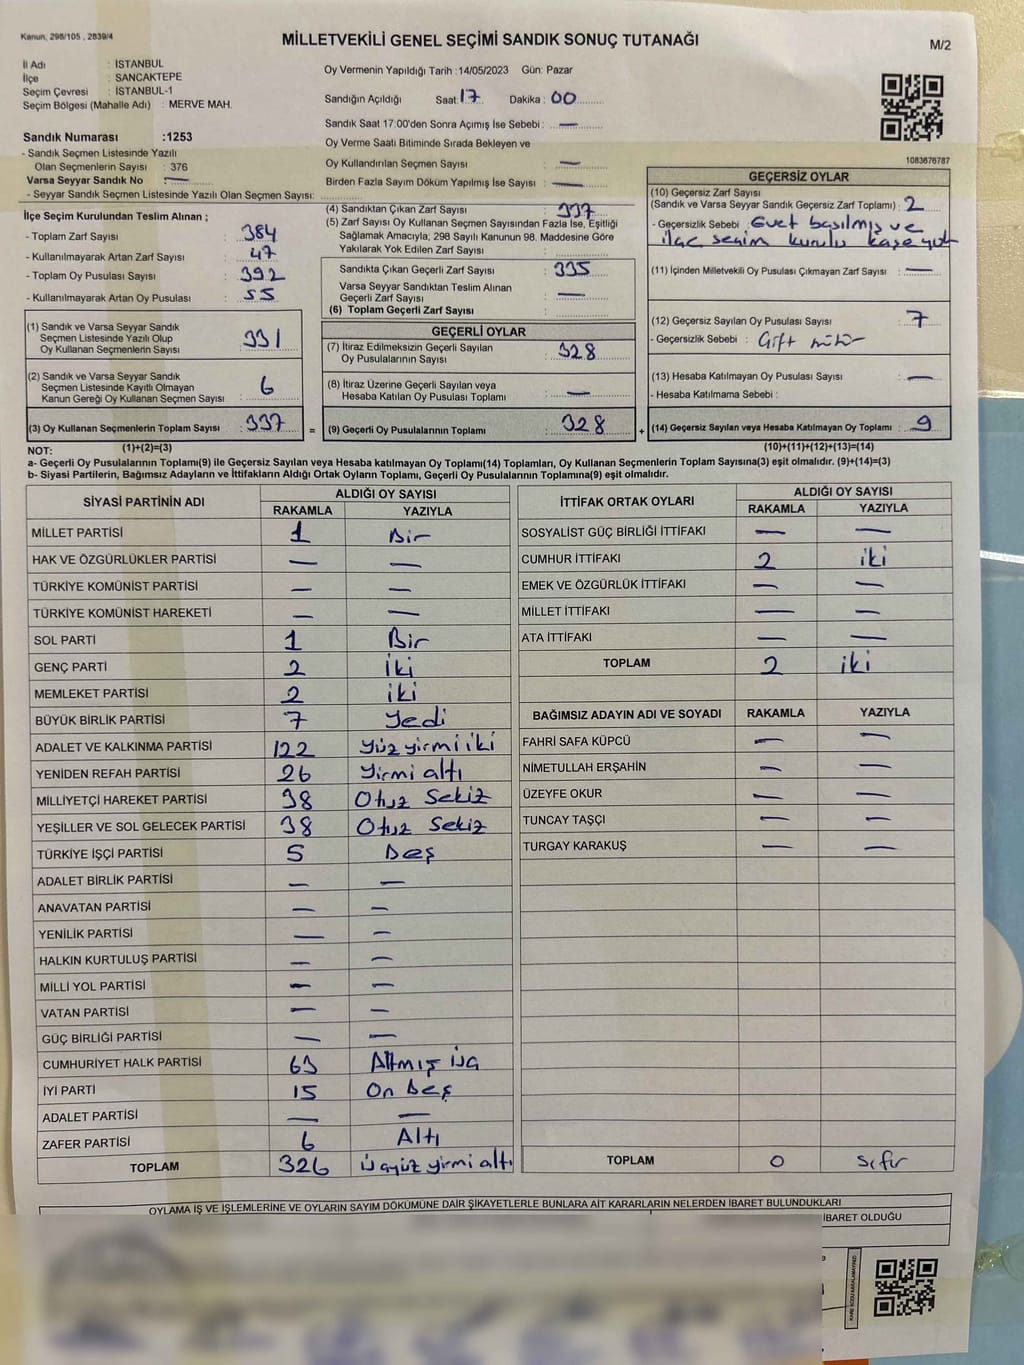 Kanun, 298/105 , 2839/4
MİLLETVEKİLİ GENEL SEÇİMİ SANDIK SONUÇ TUTANAĞI
M/2
İl Adı : İSTANBUL
İlçe : SANCAKTEPE
Seçim Çevresi : İSTANBUL-1
Seçim Bölgesi (Mahalle Adı) : MERVE MAH.
Sandık Numarası :1253
- Sandık Seçmen Listesinde Yazılı
Olan Seçmenlerin Sayısı : 376
Varsa Seyyar Sandık No : —
- Seyyar Sandık Seçmen Listesinde Yazılı Olan Seçmen Sayısı:
Oy Vermenin Yapıldığı Tarih :14/05/2023 Gün: Pazar
Sandığın Açıldığı Saat: 17 Dakika : 00
Sandık Saat 17:00'den Sonra Açımış İse Sebebi : —
Oy Verme Saati Bitiminde Sırada Bekleyen ve
Oy Kullandırılan Seçmen Sayısı : —
Birden Fazla Sayım Döküm Yapılmış İse Sayısı : —
1083676787
İlçe Seçim Kurulundan Teslim Alınan ;
- Toplam Zarf Sayısı : 384
- Kullanılmayarak Artan Zarf Sayısı : 47
- Toplam Oy Pusulası Sayısı : 392
- Kullanılmayarak Artan Oy Pusulası : 55
(1) Sandık ve Varsa Seyyar Sandık
Seçmen Listesinde Yazılı Olup
Oy Kullanan Seçmenlerin Sayısı : 331
(2) Sandık ve Varsa Seyyar Sandık
Seçmen Listesinde Kayıtlı Olmayan
Kanun Gereği Oy Kullanan Seçmen Sayısı : 6
(3) Oy Kullanan Seçmenlerin Toplam Sayısı : 337 =
(1)+(2)=(3)
(4) Sandıktan Çıkan Zarf Sayısı : 337
(5) Zarf Sayısı Oy Kullanan Seçmen Sayısından Fazla İse, Eşitliği
Sağlamak Amacıyla; 298 Sayılı Kanunun 98. Maddesine Göre
Yakılarak Yok Edilen Zarf Sayısı :
Sandıkta Çıkan Geçerli Zarf Sayısı : 335
Varsa Seyyar Sandıktan Teslim Alınan
Geçerli Zarf Sayısı : —
(6) Toplam Geçerli Zarf Sayısı :
GEÇERLİ OYLAR
(7) İtiraz Edilmeksizin Geçerli Sayılan
Oy Pusulalarının Sayısı : 328
(8) İtiraz Üzerine Geçerli Sayılan veya
Hesaba Katılan Oy Pusulası Toplamı : —
(9) Geçerli Oy Pusulalarının Toplamı : 328 +
GEÇERSİZ OYLAR
(10) Geçersiz Zarf Sayısı
(Sandık ve Varsa Seyyar Sandık Geçersiz Zarf Toplamı) : 2
- Geçersizlik Sebebi : Evet basılmış ve
ilçe seçim kurulu kaşe yok
(11) İçinden Milletvekili Oy Pusulası Çıkmayan Zarf Sayısı : —
(12) Geçersiz Sayılan Oy Pusulası Sayısı : 7
- Geçersizlik Sebebi : Çift mühür
(13) Hesaba Katılmayan Oy Pusulası Sayısı : —
- Hesaba Katılmama Sebebi :
(14) Geçersiz Sayılan veya Hesaba Katılmayan Oy Toplamı : 9
(10)+(11)+(12)+(13)=(14)
NOT:
a- Geçerli Oy Pusulalarının Toplamı(9) ile Geçersiz Sayılan veya Hesaba katılmayan Oy Toplamı(14) Toplamları, Oy Kullanan Seçmenlerin Toplam Sayısına(3) eşit olmalıdır. (9)+(14)=(3)
b- Siyasi Partilerin, Bağımsız Adayların ve İttifakların Aldığı Ortak Oyların Toplamı, Geçerli Oy Pusulalarının Toplamına(9) eşit olmalıdır.
SİYASİ PARTİNİN ADI ALDIĞI OY SAYISI
RAKAMLA YAZIYLA
MİLLET PARTİSİ 1 Bir
HAK VE ÖZGÜRLÜKLER PARTİSİ — —
TÜRKİYE KOMÜNİST PARTİSİ — —
TÜRKİYE KOMÜNİST HAREKETİ — —
SOL PARTİ 1 Bir
GENÇ PARTİ 2 iki
MEMLEKET PARTİSİ 2 iki
BÜYÜK BİRLİK PARTİSİ 7 Yedi
ADALET VE KALKINMA PARTİSİ 122 Yüz yirmi iki
YENİDEN REFAH PARTİSİ 26 Yirmi altı
MİLLİYETÇİ HAREKET PARTİSİ 38 Otuz Sekiz
YEŞİLLER VE SOL GELECEK PARTİSİ 38 Otuz Sekiz
TÜRKİYE İŞÇİ PARTİSİ 5 Beş
ADALET BİRLİK PARTİSİ — —
ANAVATAN PARTİSİ — —
YENİLİK PARTİSİ — —
HALKIN KURTULUŞ PARTİSİ — —
MİLLİ YOL PARTİSİ — —
VATAN PARTİSİ — —
GÜÇ BİRLİĞİ PARTİSİ — —
CUMHURİYET HALK PARTİSİ 63 Altmış üç
İYİ PARTİ 15 On Beş
ADALET PARTİSİ — —
ZAFER PARTİSİ 6 Altı
TOPLAM 326 üçyüz yirmi altı
İTTİFAK ORTAK OYLARI ALDIĞI OY SAYISI
RAKAMLA YAZIYLA
SOSYALİST GÜÇ BİRLİĞİ İTTİFAKI — —
CUMHUR İTTİFAKI 2 iki
EMEK VE ÖZGÜRLÜK İTTİFAKI — —
MİLLET İTTİFAKI — —
ATA İTTİFAKI — —
TOPLAM 2 iki
BAĞIMSIZ ADAYIN ADI VE SOYADI RAKAMLA YAZIYLA
FAHRİ SAFA KÜPCÜ — —
NİMETULLAH ERŞAHİN — —
ÜZEYFE OKUR — —
TUNCAY TAŞÇI — —
TURGAY KARAKUŞ — —
TOPLAM 0 Sıfır
OYLAMA İŞ VE İŞLEMLERİNE VE OYLARIN SAYIM DÖKÜMÜNE DAİR ŞİKAYETLERLE BUNLARA AİT KARARLARIN NELERDEN İBARET BULUNDUKLARI
İBARET OLDUĞU